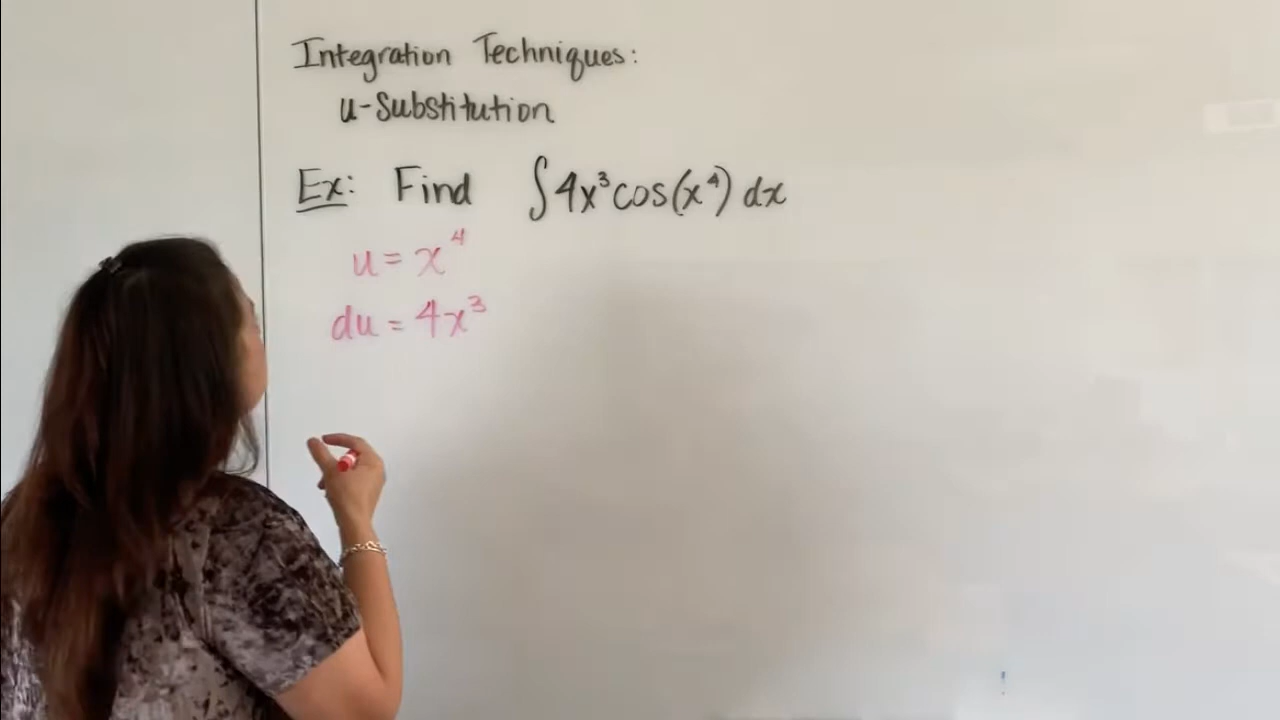 Integration Techniques:
u-Substitution
Ex: Find ∫4x³cos(x⁴) dx
u = x⁴
du = 4x³